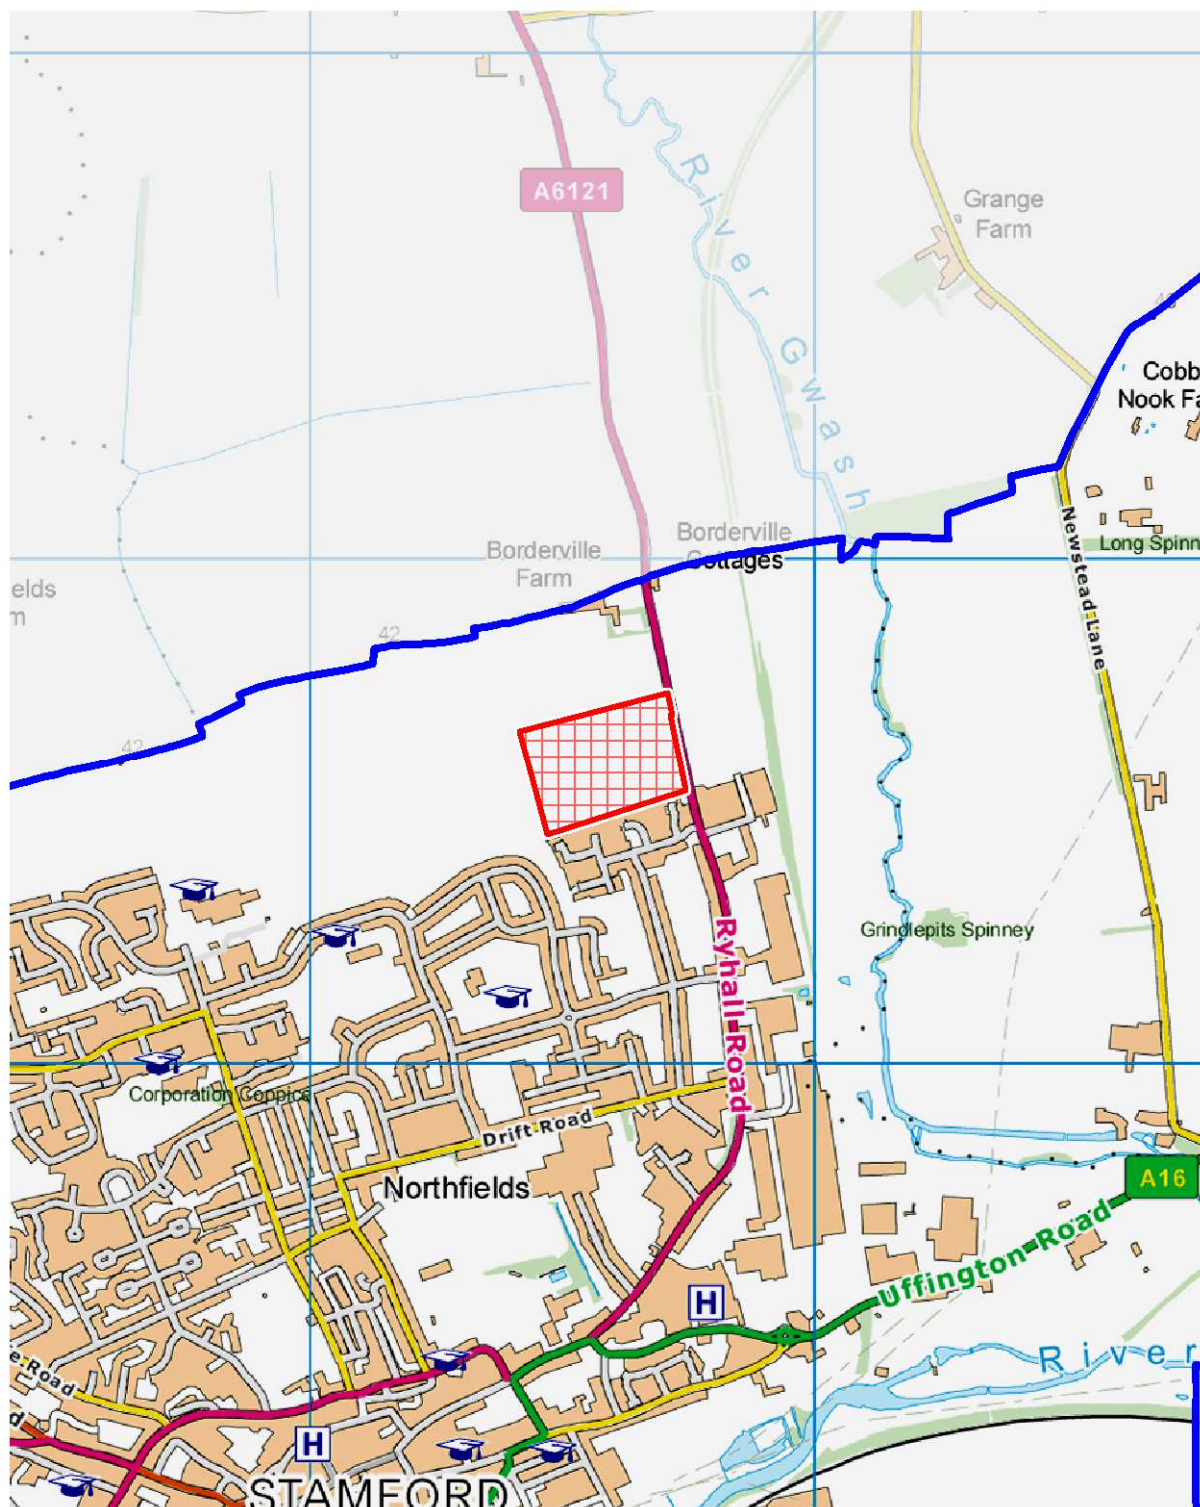 A6121
River Gwash
Grange
Farm
Cobb
Nook Fa
Borderville
Cottages
Borderville
Farm
Long Spinn
Newstead Lane
elds
m
42
42
Grindlepits Spinney
Ryhall Road
Corporation Coppice
Drift Road
Northfields
A16
Uffington Road
H
River
e Road
d
H
STAMFORD